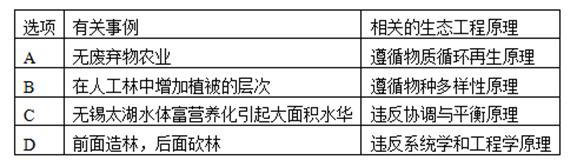 选项 有关事例 相关的生态工程原理
A 无废弃物农业 遵循物质循环再生原理
B 在人工林中增加植被的层次 遵循物种多样性原理
C 无锡太湖水体富营养化引起大面积水华 违反协调与平衡原理
D 前面造林，后面砍林 违反系统学和工程学原理